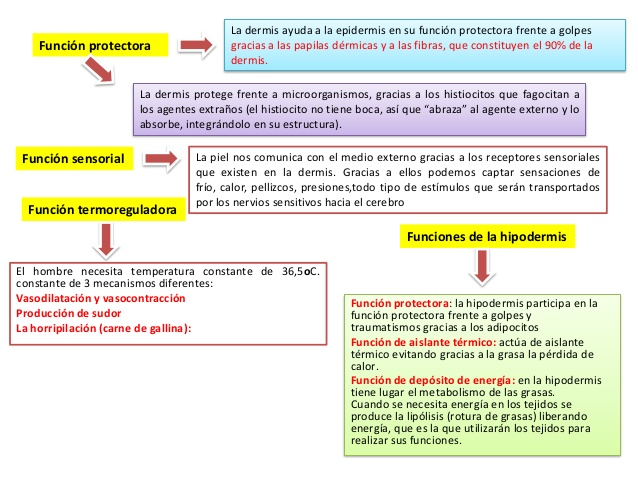 Función protectora
La dermis ayuda a la epidermis en su función protectora frente a golpes
gracias a las papilas dérmicas y a las fibras, que constituyen el 90% de la
dermis.
La dermis protege frente a microorganismos, gracias a los histiocitos que fagocitan a
los agentes extraños (el histiocito no tiene boca, así que “abraza” al agente externo y lo
absorbe, integrándolo en su estructura).
Función sensorial
La piel nos comunica con el medio externo gracias a los receptores sensoriales
que existen en la dermis. Gracias a ellos podemos captar sensaciones de
frío, calor, pellizcos, presiones,todo tipo de estímulos que serán transportados
por los nervios sensitivos hacia el cerebro
Función termoreguladora
El hombre necesita temperatura constante de 36,5oC.
constante de 3 mecanismos diferentes:
Vasodilatación y vasocontracción
Producción de sudor
La horripilación (carne de gallina):
Funciones de la hipodermis
Función protectora: la hipodermis participa en la
función protectora frente a golpes y
traumatismos gracias a los adipocitos
Función de aislante térmico: actúa de aislante
térmico evitando gracias a la grasa la pérdida de
calor.
Función de depósito de energía: en la hipodermis
tiene lugar el metabolismo de las grasas.
Cuando se necesita energía en los tejidos se
produce la lipólisis (rotura de grasas) liberando
energía, que es la que utilizarán los tejidos para
realizar sus funciones.